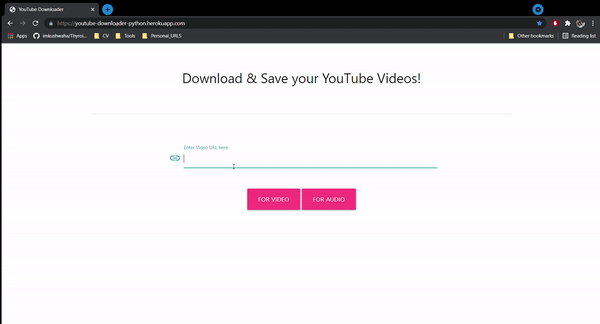 YouTube Downloader
https://youtube-downloader-python.herokuapp.com
Apps imkushwaha/Thyroi... CV Tools Personal_URLS Other bookmarks Reading list
Download & Save your YouTube Videos!
Enter Video URL here
FOR VIDEO FOR AUDIO